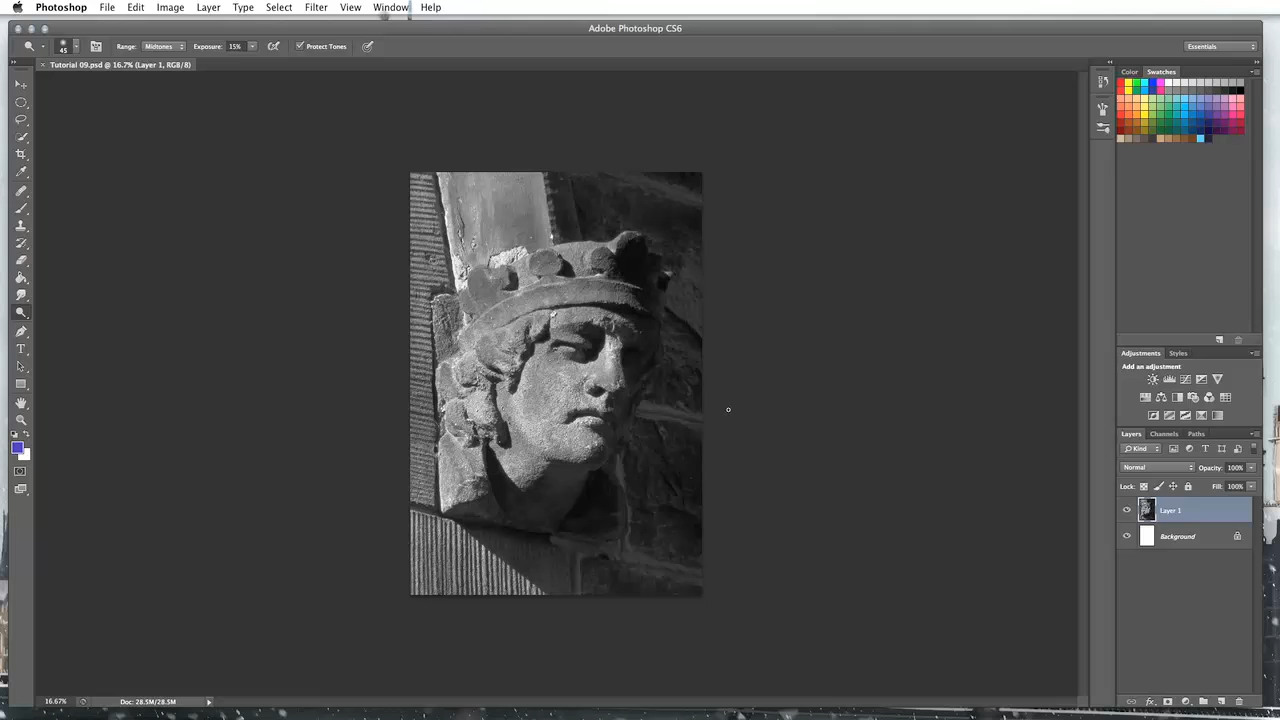 Photoshop File Edit Image Layer Type Select Filter View Window Help
Adobe Photoshop CS6
45 Range: Midtones Exposure: 15% Protect Tones Essentials
× Tutorial 09.psd @ 16.7% (Layer 1, RGB/8)
Color Swatches
Adjustments Styles
Add an adjustment
Layers Channels Paths
Kind
Normal Opacity: 100%
Lock: Fill: 100%
Layer 1
Background
16.67% Doc: 28.5M/28.5M